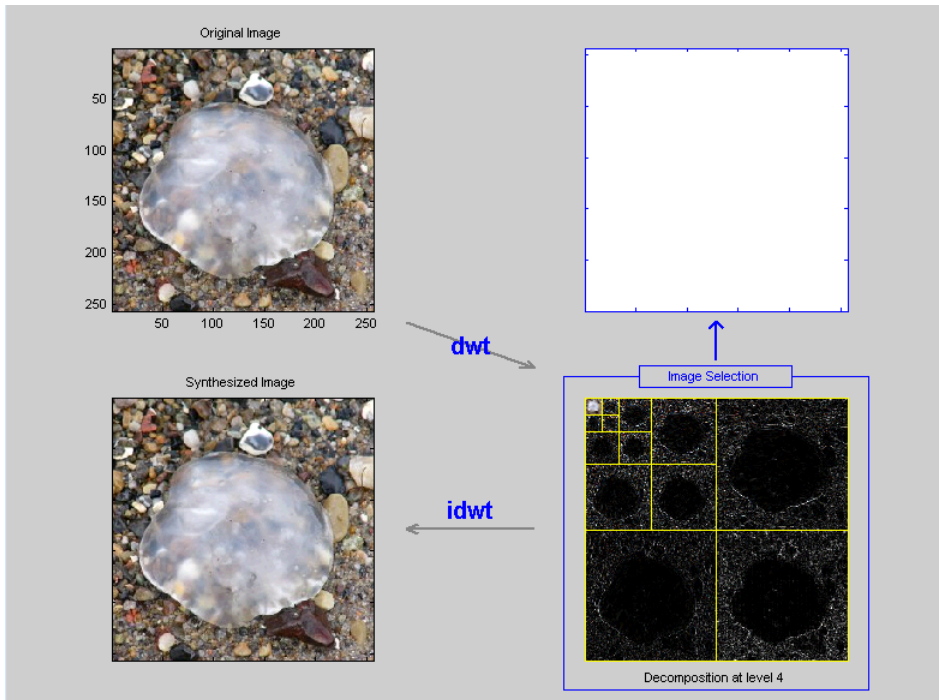 Original Image
50
100
150
200
250
50 100 150 200 250
dwt
Image Selection
Synthesized Image
idwt
Decomposition at level 4